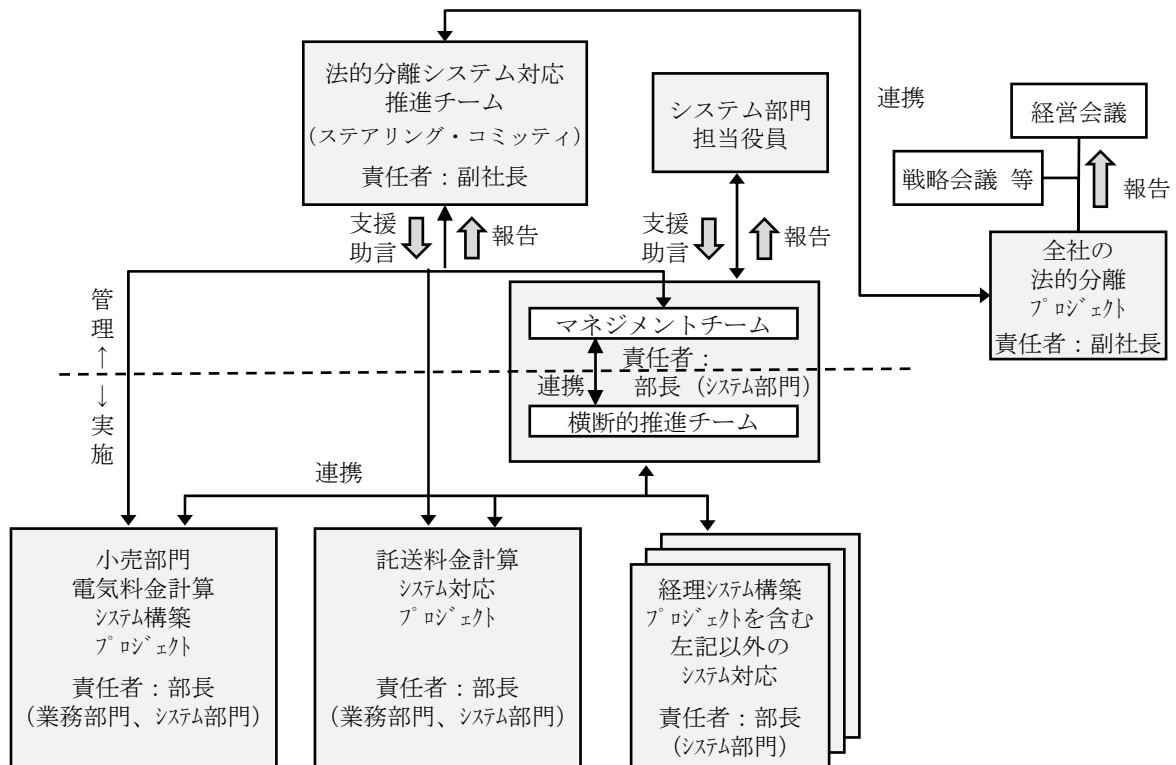 法的分離システム対応
推進チーム
(ステアリング・コミッティ)
責任者：副社長
システム部門
担当役員
連携
経営会議
戦略会議 等
報告
全社の
法的分離
ﾌﾟﾛｼﾞｪｸﾄ
責任者：副社長
支援
助言
報告
支援
助言
報告
管理
↑
↓
実施
マネジメントチーム
責任者：
部長（ｼｽﾃﾑ部門)
連携
横断的推進チーム
連携
小売部門
電気料金計算
ｼｽﾃﾑ構築
ﾌﾟﾛｼﾞｪｸﾄ
責任者：部長
(業務部門、ｼｽﾃﾑ部門)
託送料金計算
ｼｽﾃﾑ対応
ﾌﾟﾛｼﾞｪｸﾄ
責任者：部長
(業務部門、ｼｽﾃﾑ部門)
経理システム構築
ﾌﾟﾛｼﾞｪｸﾄを含む
左記以外の
ｼｽﾃﾑ対応
責任者：部長
(ｼｽﾃﾑ部門)